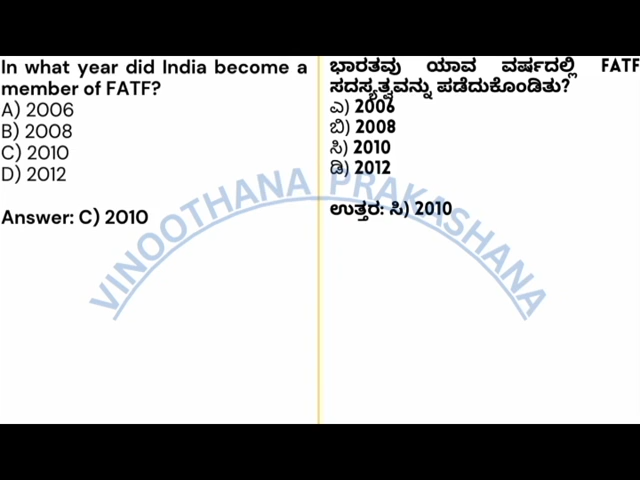 In what year did India become a
member of FATF?
A) 2006
B) 2008
C) 2010
D) 2012
Answer: C) 2010
ಭಾರತವು ಯಾವ ವರ್ಷದಲ್ಲಿ FATF
ಸದಸ್ಯತ್ವವನ್ನು ಪಡೆದುಕೊಂಡಿತು?
ಎ) 2006
ಬಿ) 2008
ಸಿ) 2010
ಡಿ) 2012
ಉತ್ತರ: ಸಿ) 2010
VINOOTHANA PRAKASHANA